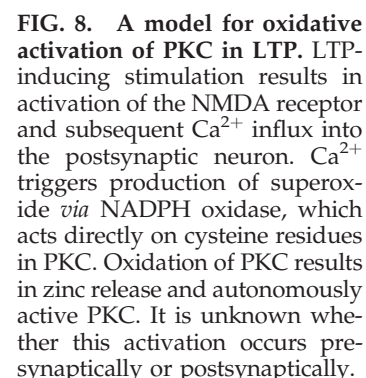 FIG. 8. A model for oxidative
activation of PKC in LTP. LTP-
inducing stimulation results in
activation of the NMDA receptor
and subsequent Ca²⁺ influx into
the postsynaptic neuron. Ca²⁺
triggers production of superox-
ide via NADPH oxidase, which
acts directly on cysteine residues
in PKC. Oxidation of PKC results
in zinc release and autonomously
active PKC. It is unknown whe-
ther this activation occurs pre-
synaptically or postsynaptically.